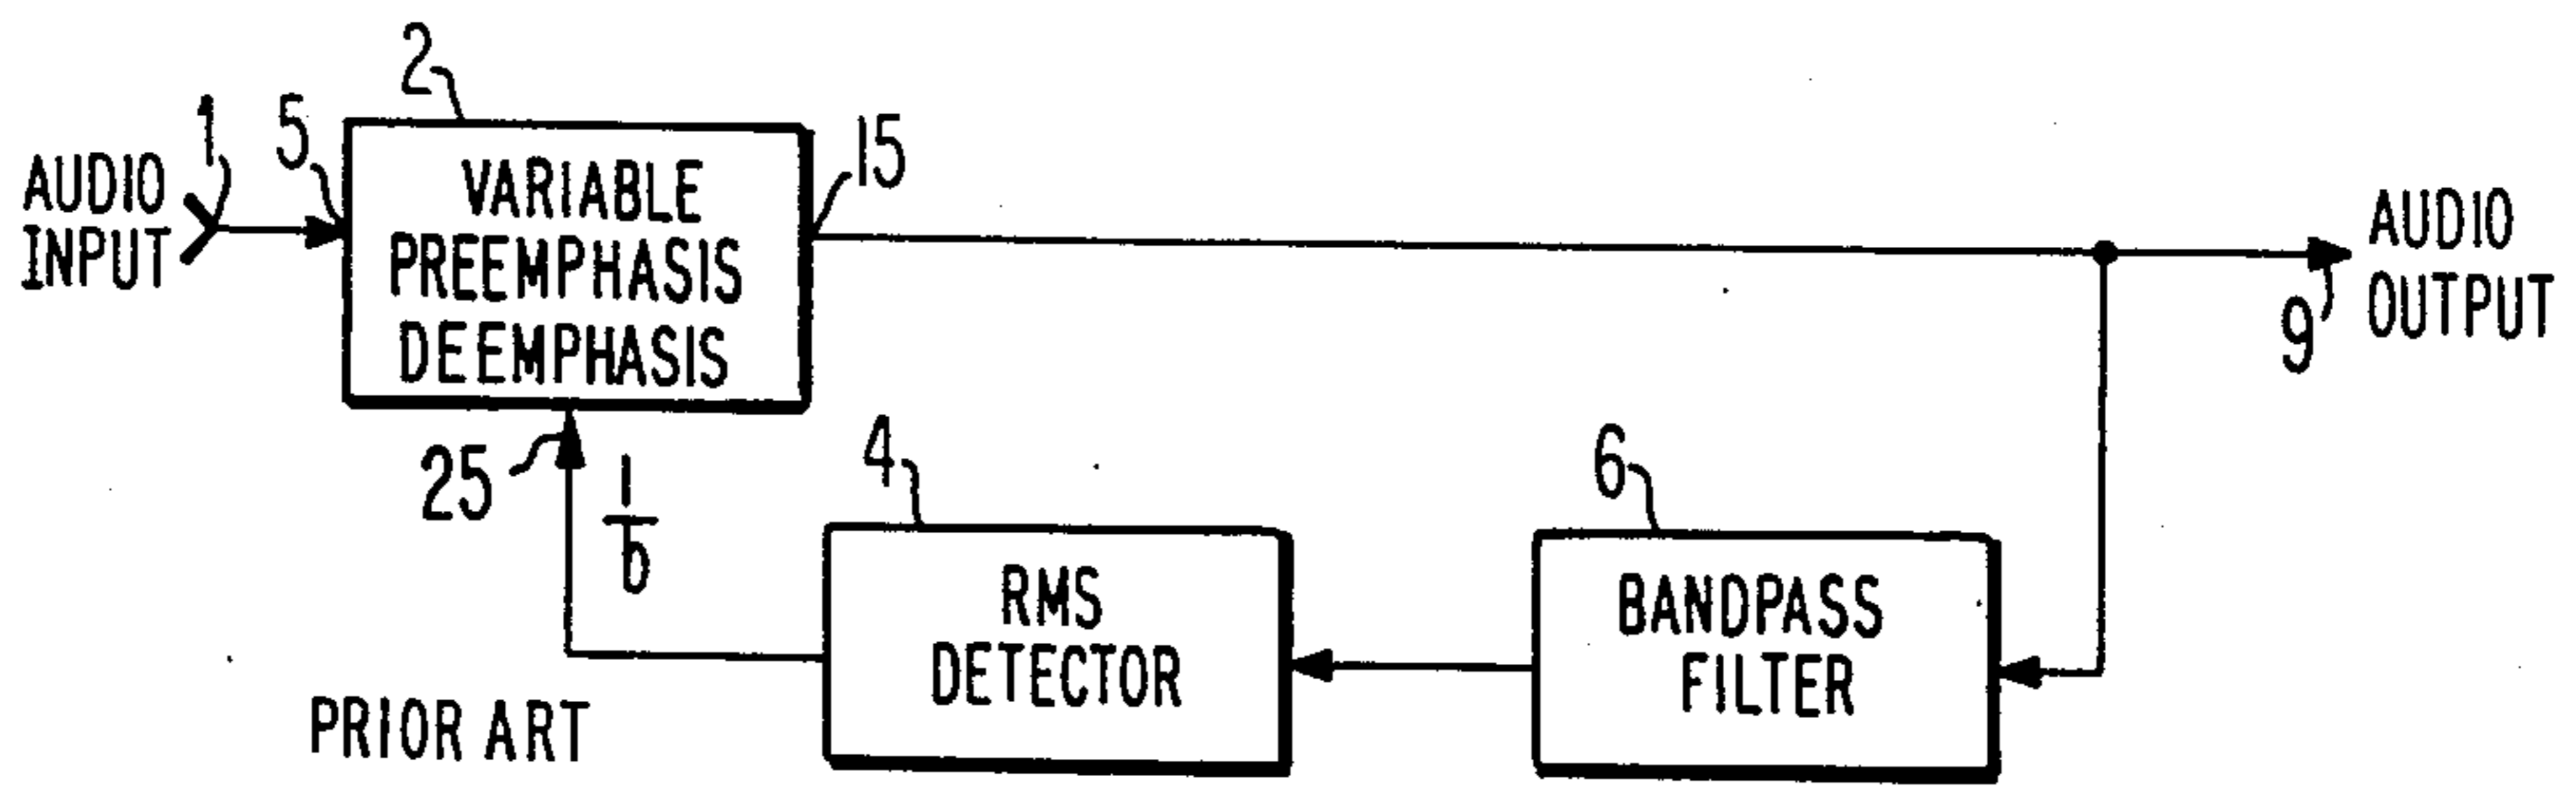 2
1
5
15
AUDIO
INPUT
VARIABLE
PREEMPHASIS
DEEMPHASIS
AUDIO
OUTPUT
9
25
1
b
4
6
RMS
DETECTOR
BANDPASS
FILTER
PRIOR ART